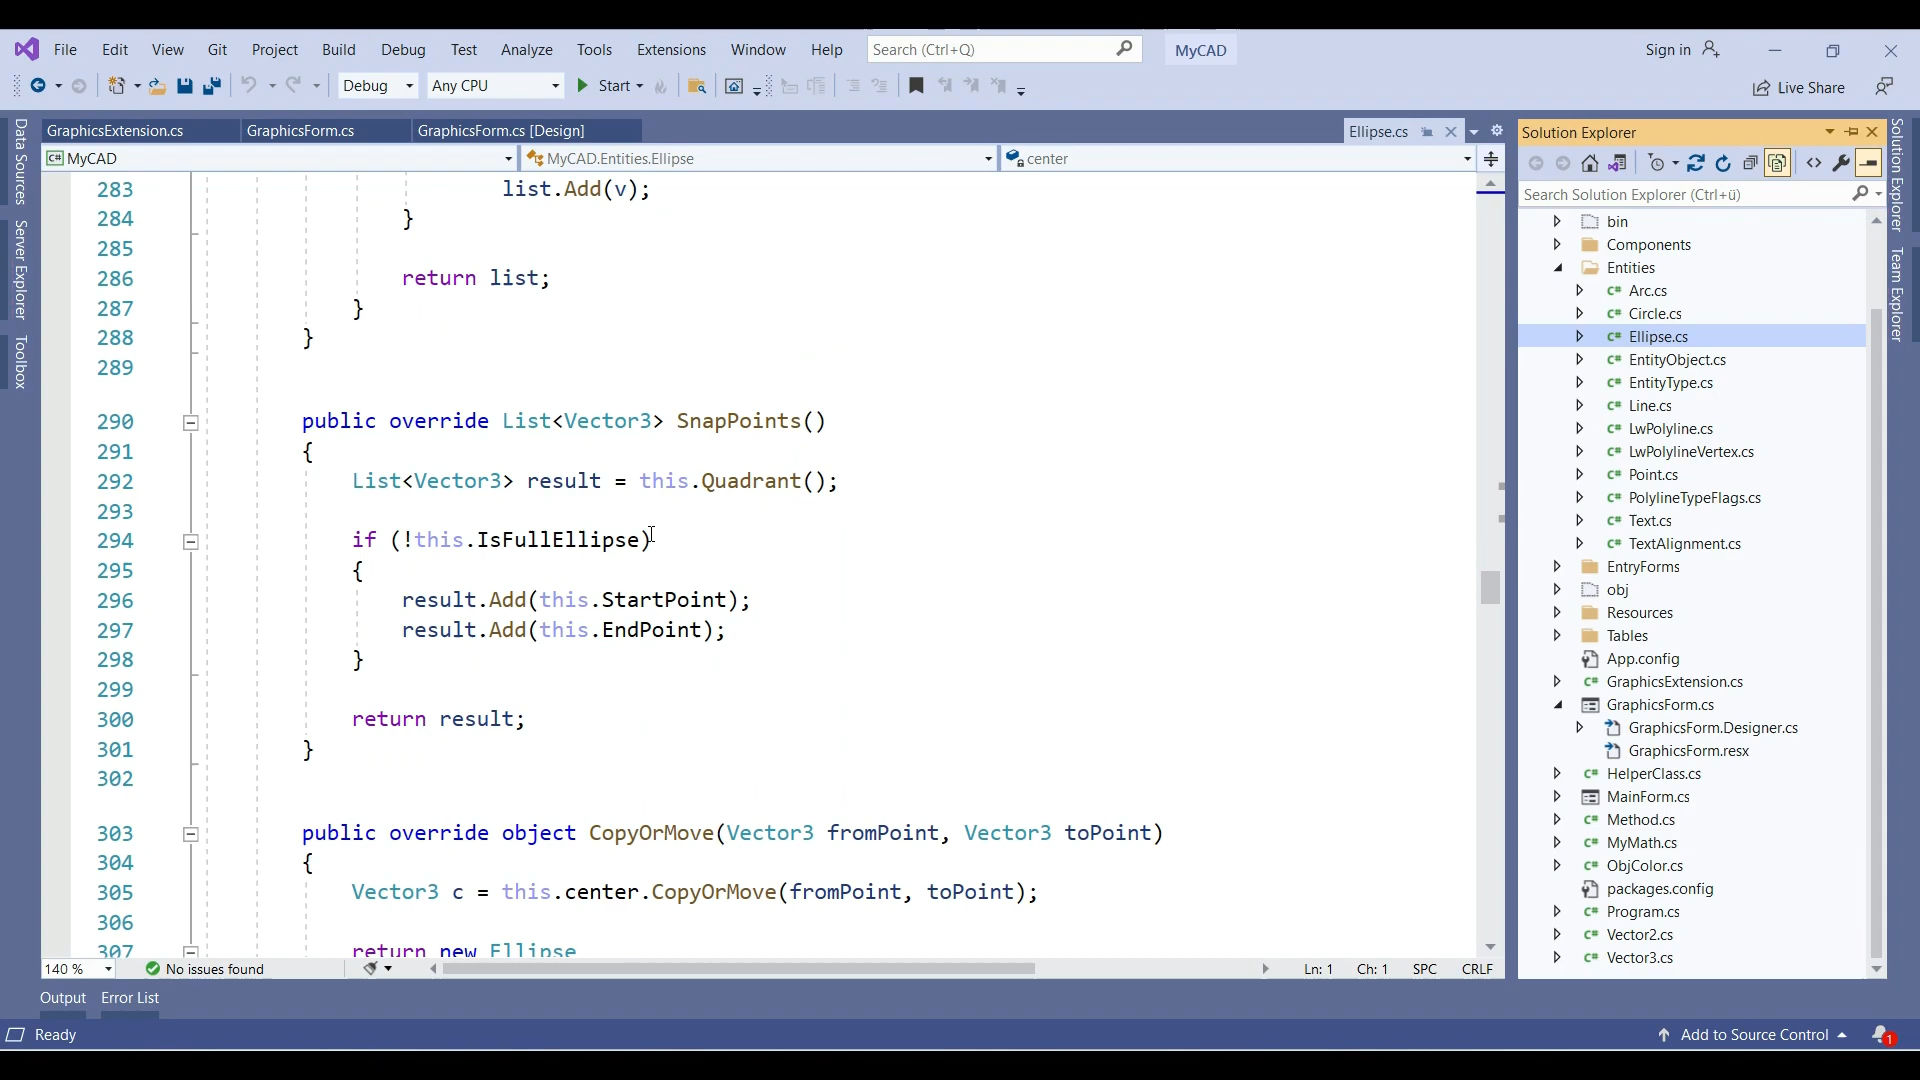 File Edit View Git Project Build Debug Test Analyze Tools Extensions Window Help Search (Ctrl+Q) MyCAD Sign in
Debug Any CPU Start Live Share
GraphicsExtension.cs GraphicsForm.cs GraphicsForm.cs [Design] Ellipse.cs
C# MyCAD MyCAD.Entities.Ellipse center
Data Sources
Server Explorer
Toolbox
283 list.Add(v);
284 }
285
286 return list;
287 }
288 }
289
290 public override List<Vector3> SnapPoints()
291 {
292 List<Vector3> result = this.Quadrant();
293
294 if (!this.IsFullEllipse)
295 {
296 result.Add(this.StartPoint);
297 result.Add(this.EndPoint);
298 }
299
300 return result;
301 }
302
303 public override object CopyOrMove(Vector3 fromPoint, Vector3 toPoint)
304 {
305 Vector3 c = this.center.CopyOrMove(fromPoint, toPoint);
306
307 return new Ellipse
140 % No issues found Ln: 1 Ch: 1 SPC CRLF
Solution Explorer
Search Solution Explorer (Ctrl+ü)
bin
Components
Entities
C# Arc.cs
C# Circle.cs
C# Ellipse.cs
C# EntityObject.cs
C# EntityType.cs
C# Line.cs
C# LwPolyline.cs
C# LwPolylineVertex.cs
C# Point.cs
C# PolylineTypeFlags.cs
C# Text.cs
C# TextAlignment.cs
EntryForms
obj
Resources
Tables
App.config
C# GraphicsExtension.cs
GraphicsForm.cs
GraphicsForm.Designer.cs
GraphicsForm.resx
C# HelperClass.cs
MainForm.cs
C# Method.cs
C# MyMath.cs
C# ObjColor.cs
packages.config
C# Program.cs
C# Vector2.cs
C# Vector3.cs
Solution Explorer
Team Explorer
Output Error List
Ready Add to Source Control 1